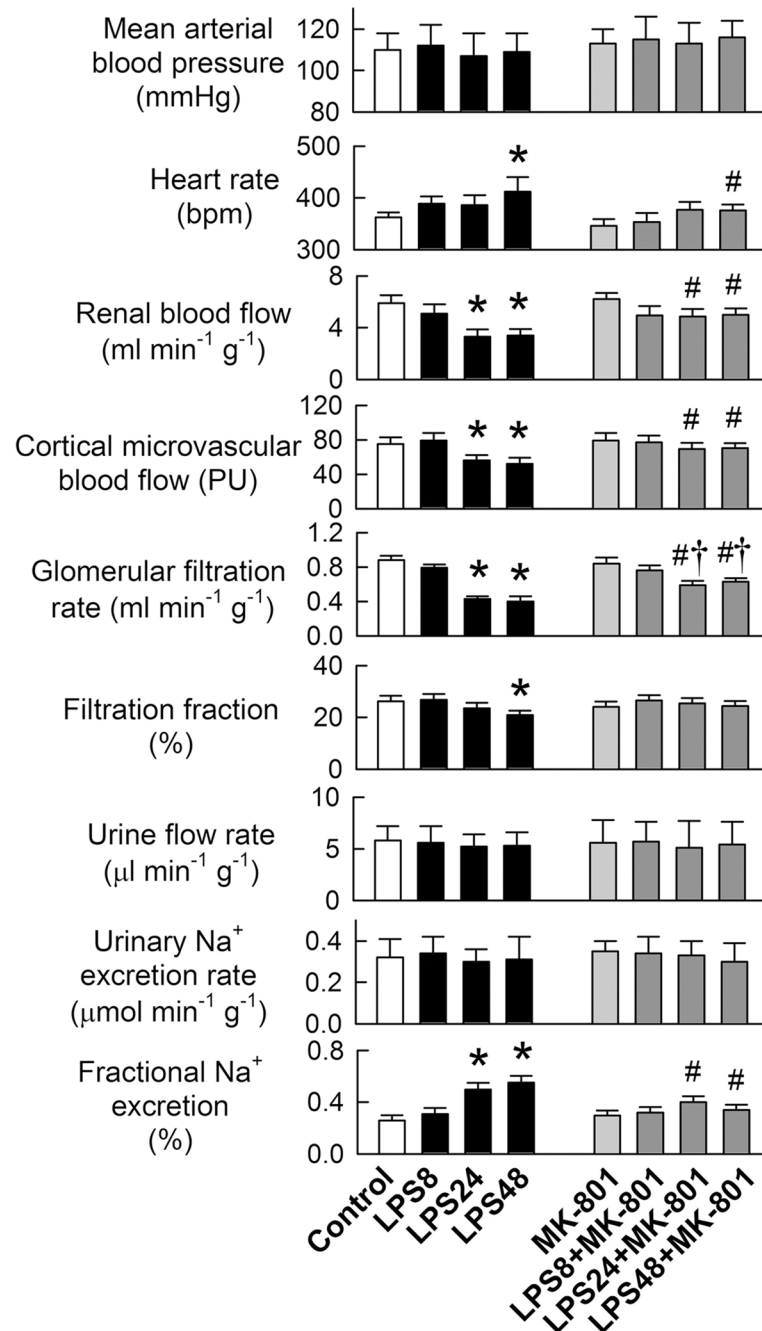 Mean arterial
blood pressure
(mmHg)
120
100
80
Heart rate
(bpm)
500
400
300
*
#
Renal blood flow
(ml min⁻¹ g⁻¹)
8
4
0
* *
# #
Cortical microvascular
blood flow (PU)
120
80
40
0
* *
# #
Glomerular filtration
rate (ml min⁻¹ g⁻¹)
1.2
0.8
0.4
0.0
* *
#† #†
Filtration fraction
(%)
40
20
0
*
Urine flow rate
(μl min⁻¹ g⁻¹)
10
5
0
Urinary Na⁺
excretion rate
(μmol min⁻¹ g⁻¹)
0.4
0.2
0.0
Fractional Na⁺
excretion
(%)
0.8
0.4
0.0
* *
# #
Control
LPS8
LPS24
LPS48
MK-801
LPS8+MK-801
LPS24+MK-801
LPS48+MK-801